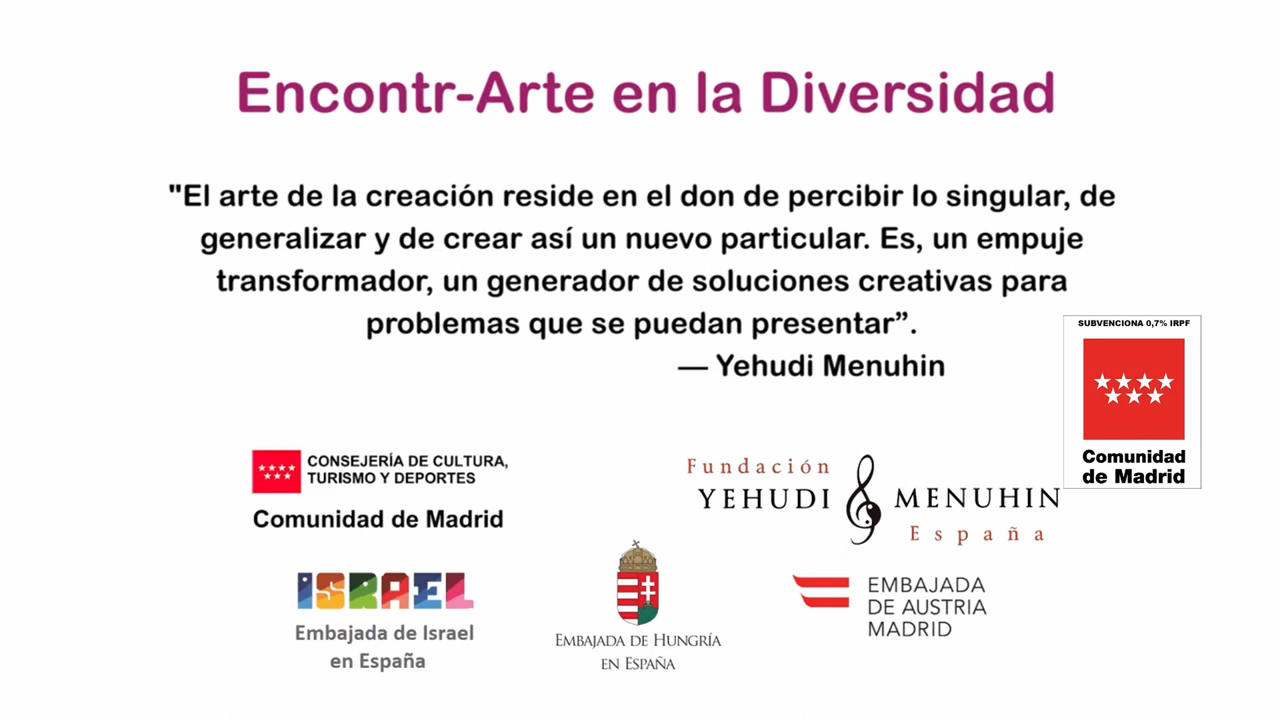 Encontr-Arte en la Diversidad
"El arte de la creación reside en el don de percibir lo singular, de
generalizar y de crear así un nuevo particular. Es, un empuje
transformador, un generador de soluciones creativas para
problemas que se puedan presentar”.
— Yehudi Menuhin
SUBVENCIONA 0,7% IRPF
Comunidad
de Madrid
CONSEJERÍA DE CULTURA,
TURISMO Y DEPORTES
Comunidad de Madrid
Fundación
YEHUDI MENUHIN
España
ISRAEL
Embajada de Israel
en España
EMBAJADA DE HUNGRÍA
EN ESPAÑA
EMBAJADA
DE AUSTRIA
MADRID